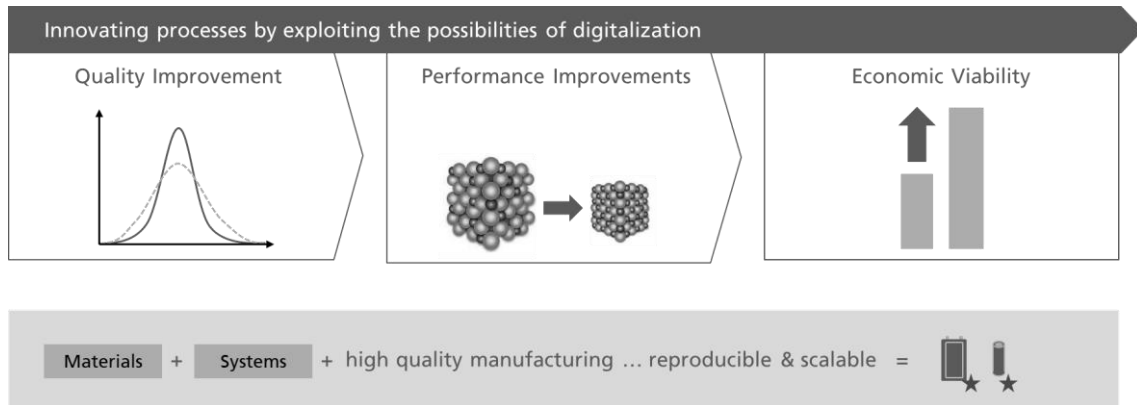 Innovating processes by exploiting the possibilities of digitalization
Quality Improvement
Performance Improvements
Economic Viability
Materials + Systems + high quality manufacturing ... reproducible & scalable =